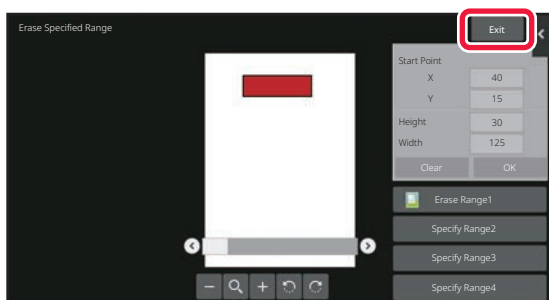 Erase Specified Range
Exit
Start Point
X 40
Y 15
Height 30
Width 125
Clear OK
Erase Range1
Specify Range2
Specify Range3
Specify Range4